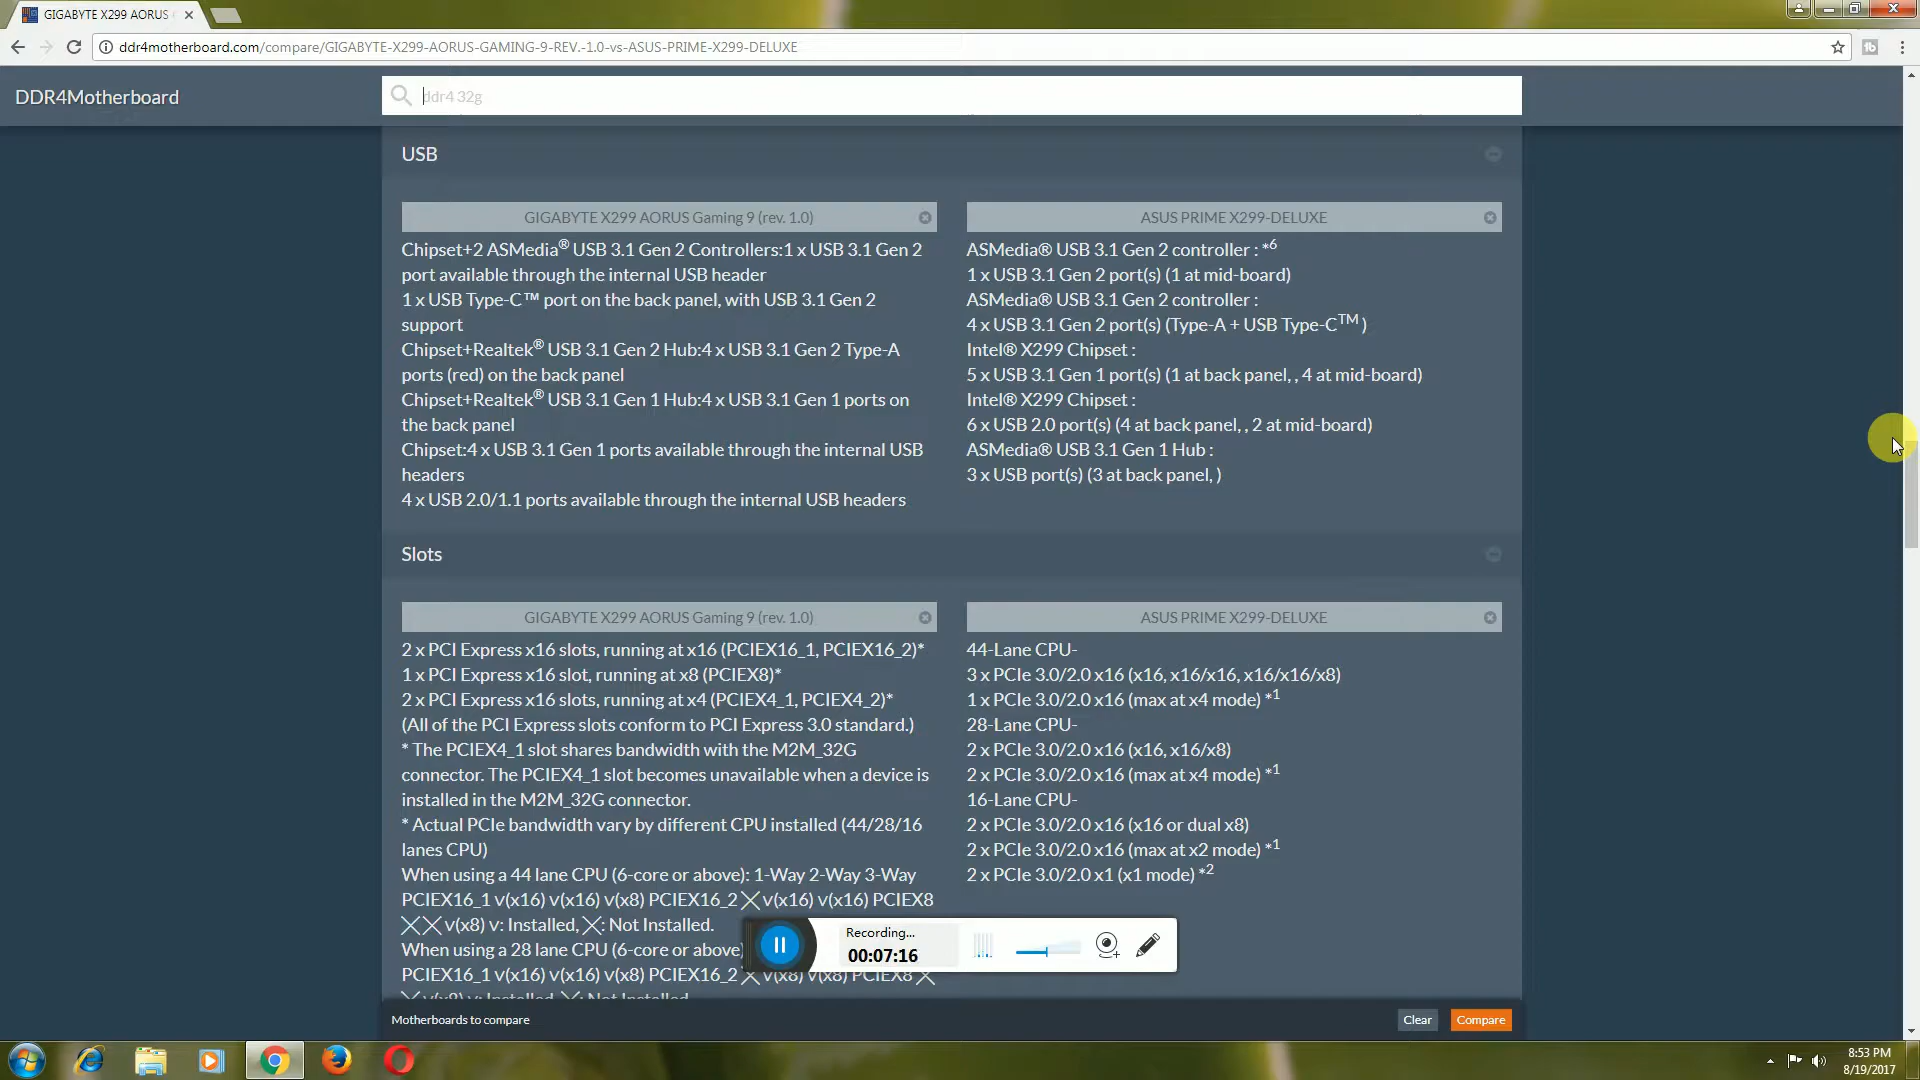 GIGABYTE X299 AORUS
ddr4motherboard.com/compare/GIGABYTE-X299-AORUS-GAMING-9-REV.-1.0-vs-ASUS-PRIME-X299-DELUXE
DDR4Motherboard
ddr4 32g
USB
GIGABYTE X299 AORUS Gaming 9 (rev. 1.0)
Chipset+2 ASMedia® USB 3.1 Gen 2 Controllers:1 x USB 3.1 Gen 2
port available through the internal USB header
1 x USB Type-C™ port on the back panel, with USB 3.1 Gen 2
support
Chipset+Realtek® USB 3.1 Gen 2 Hub:4 x USB 3.1 Gen 2 Type-A
ports (red) on the back panel
Chipset+Realtek® USB 3.1 Gen 1 Hub:4 x USB 3.1 Gen 1 ports on
the back panel
Chipset:4 x USB 3.1 Gen 1 ports available through the internal USB
headers
4 x USB 2.0/1.1 ports available through the internal USB headers
ASUS PRIME X299-DELUXE
ASMedia® USB 3.1 Gen 2 controller : *6
1 x USB 3.1 Gen 2 port(s) (1 at mid-board)
ASMedia® USB 3.1 Gen 2 controller :
4 x USB 3.1 Gen 2 port(s) (Type-A + USB Type-CTM )
Intel® X299 Chipset :
5 x USB 3.1 Gen 1 port(s) (1 at back panel, , 4 at mid-board)
Intel® X299 Chipset :
6 x USB 2.0 port(s) (4 at back panel, , 2 at mid-board)
ASMedia® USB 3.1 Gen 1 Hub :
3 x USB port(s) (3 at back panel, )
Slots
GIGABYTE X299 AORUS Gaming 9 (rev. 1.0)
2 x PCI Express x16 slots, running at x16 (PCIEX16_1, PCIEX16_2)*
1 x PCI Express x16 slot, running at x8 (PCIEX8)*
2 x PCI Express x16 slots, running at x4 (PCIEX4_1, PCIEX4_2)*
(All of the PCI Express slots conform to PCI Express 3.0 standard.)
* The PCIEX4_1 slot shares bandwidth with the M2M_32G
connector. The PCIEX4_1 slot becomes unavailable when a device is
installed in the M2M_32G connector.
* Actual PCIe bandwidth vary by different CPU installed (44/28/16
lanes CPU)
When using a 44 lane CPU (6-core or above): 1-Way 2-Way 3-Way
PCIEX16_1 v(x16) v(x16) v(x8) PCIEX16_2 ╳ v(x16) v(x16) PCIEX8
╳ ╳ v(x8) v: Installed, ╳: Not Installed.
When using a 28 lane CPU (6-core or above)
PCIEX16_1 v(x16) v(x16) v(x8) PCIEX16_2 ╳ v(x8) v(x8) PCIEX8 ╳
╳ v(x8) v: Installed, ╳: Not Installed.
ASUS PRIME X299-DELUXE
44-Lane CPU-
3 x PCIe 3.0/2.0 x16 (x16, x16/x16, x16/x16/x8)
1 x PCIe 3.0/2.0 x16 (max at x4 mode) *1
28-Lane CPU-
2 x PCIe 3.0/2.0 x16 (x16, x16/x8)
2 x PCIe 3.0/2.0 x16 (max at x4 mode) *1
16-Lane CPU-
2 x PCIe 3.0/2.0 x16 (x16 or dual x8)
2 x PCIe 3.0/2.0 x16 (max at x2 mode) *1
2 x PCIe 3.0/2.0 x1 (x1 mode) *2
Recording...
00:07:16
Motherboards to compare
Clear
Compare
8:53 PM
8/19/2017